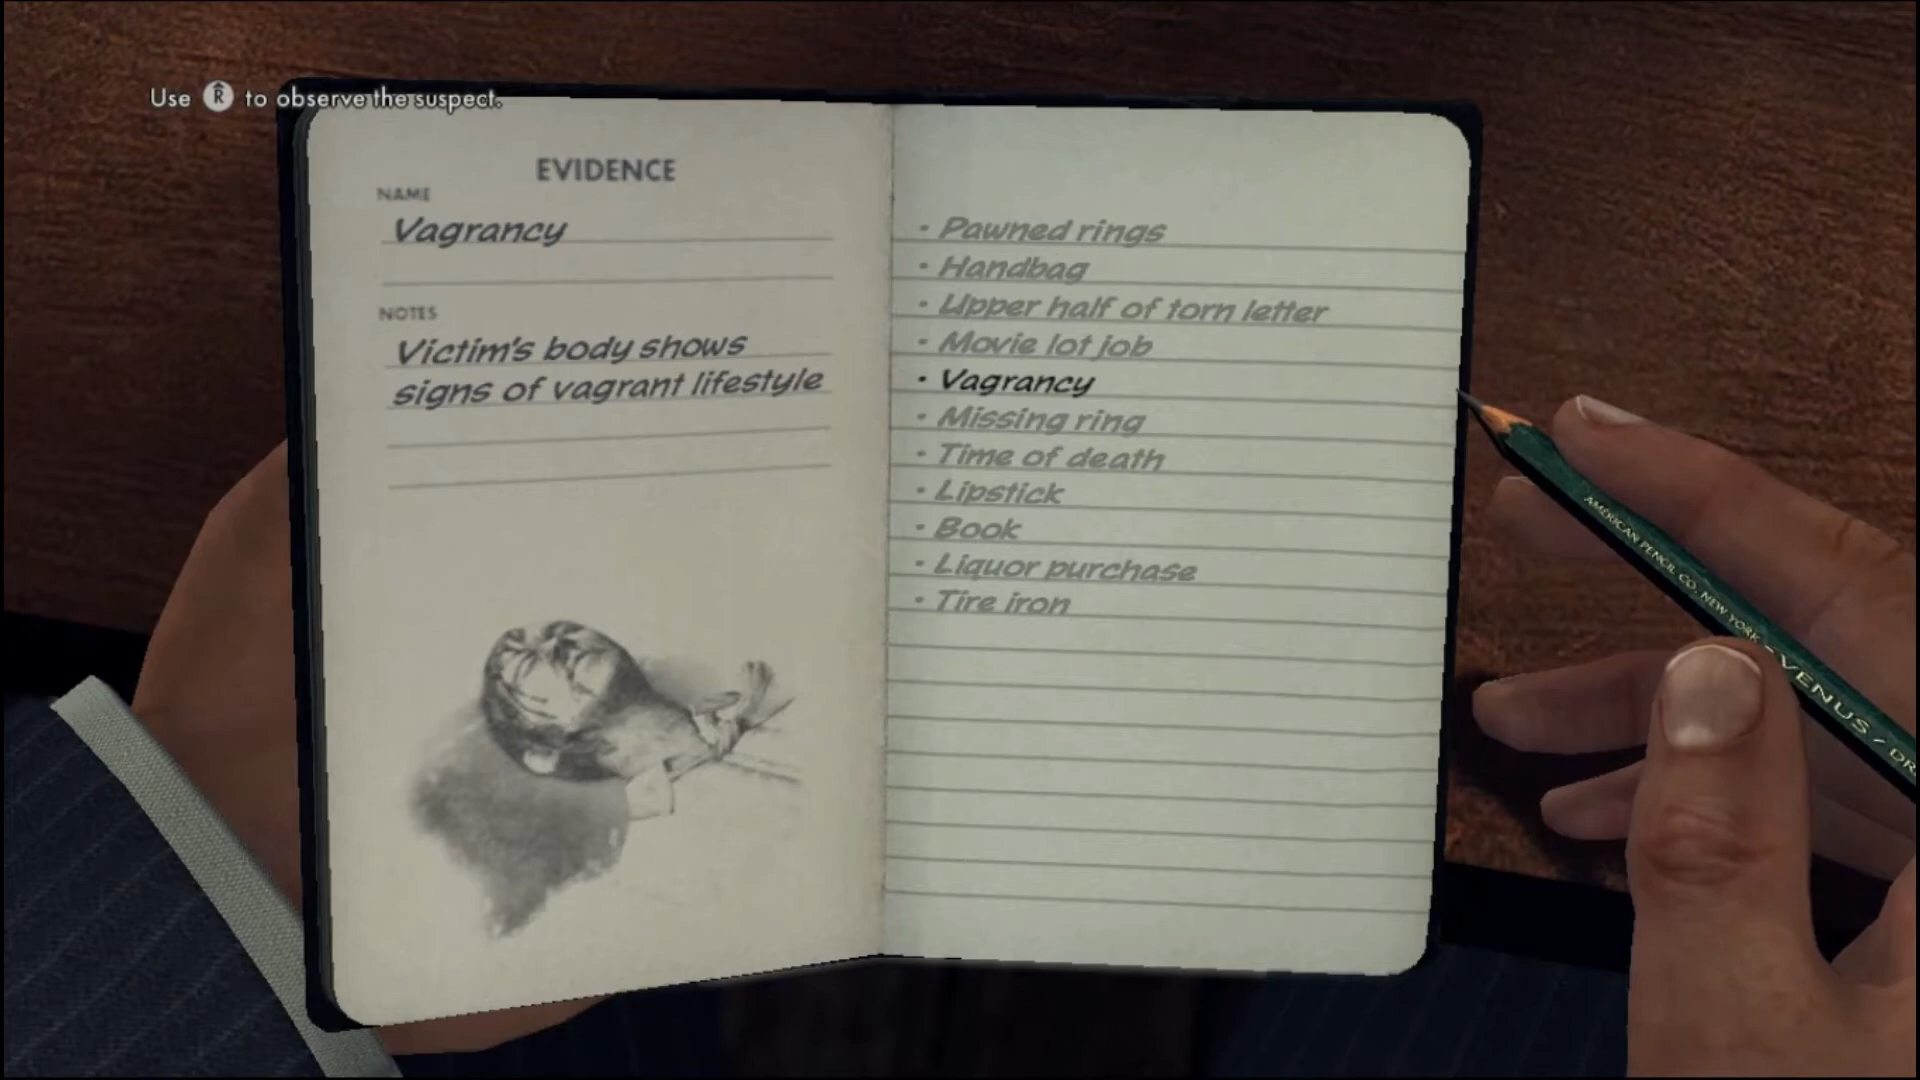 Use R to observe the suspect.
EVIDENCE
NAME
Vagrancy
NOTES
Victim's body shows
signs of vagrant lifestyle
• Pawned rings
• Handbag
• Upper half of torn letter
• Movie lot job
• Vagrancy
• Missing ring
• Time of death
• Lipstick
• Book
• Liquor purchase
• Tire iron
AMERICAN PENCIL CO. NEW YORK - VENUS / DR